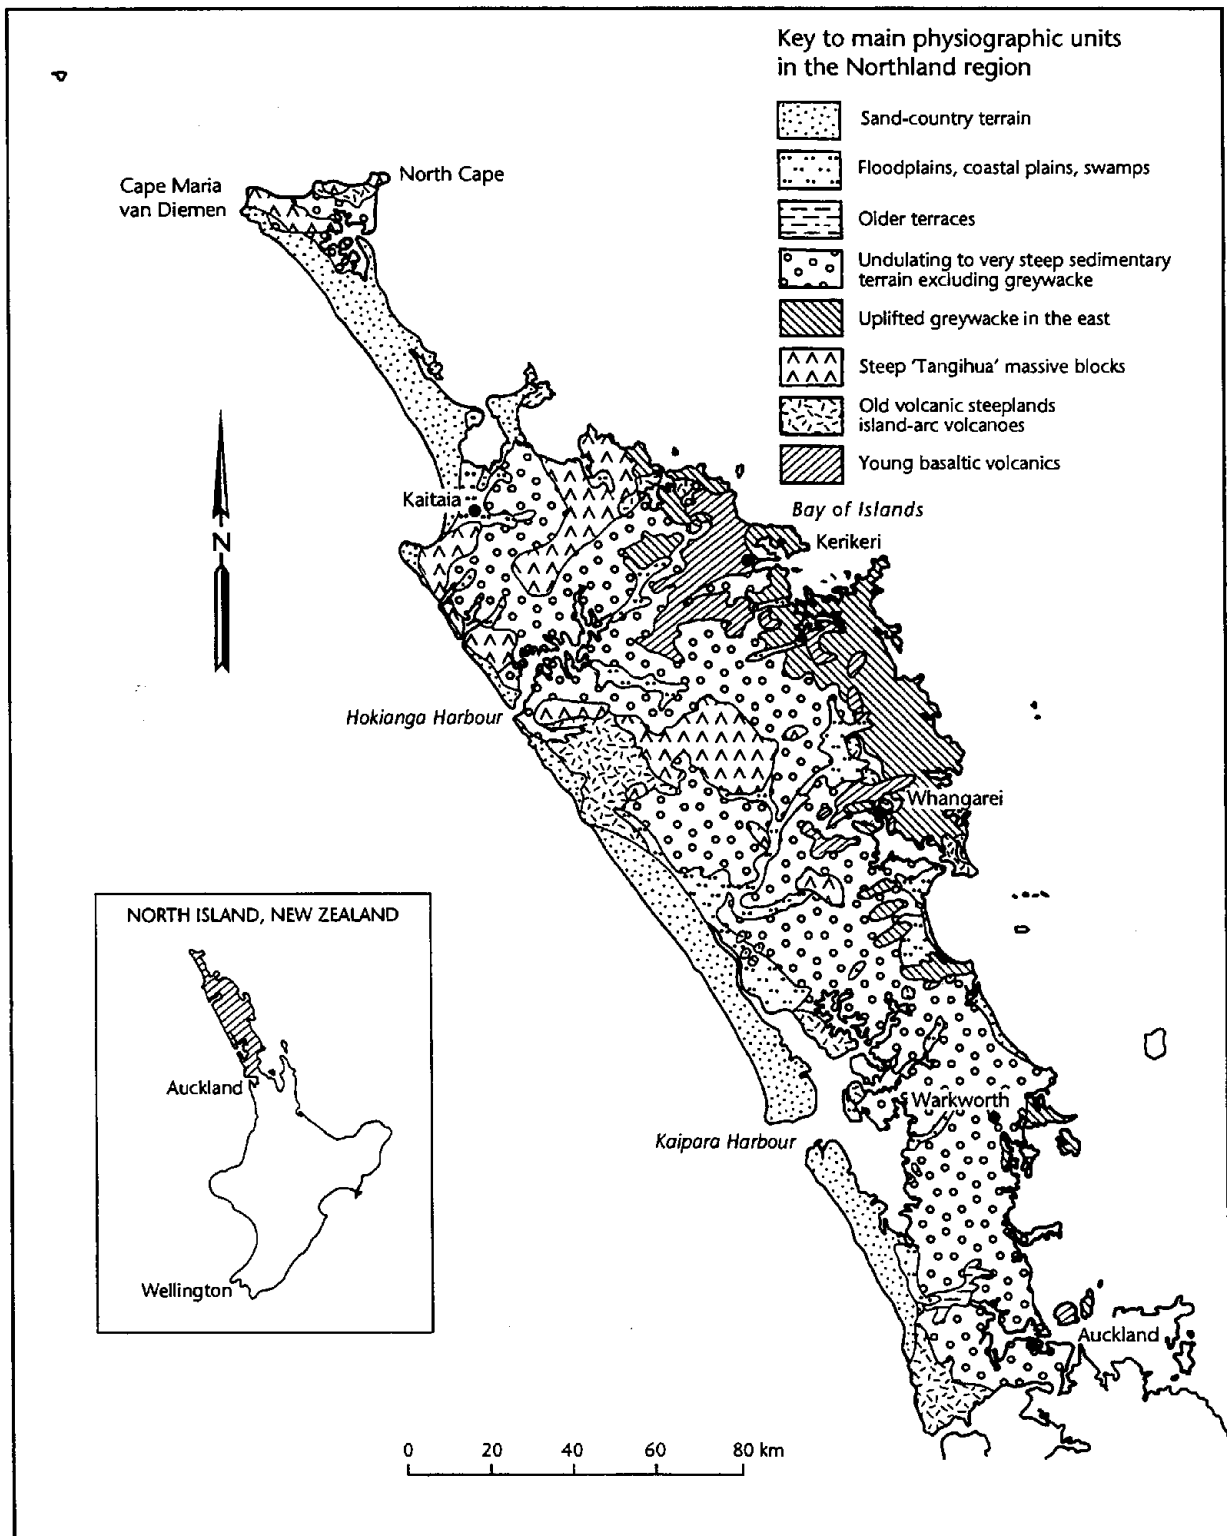 Key to main physiographic units
in the Northland region
Sand-country terrain
Floodplains, coastal plains, swamps
Older terraces
Undulating to very steep sedimentary
terrain excluding greywacke
Uplifted greywacke in the east
Steep 'Tangihua' massive blocks
Old volcanic steeplands
island-arc volcanoes
Young basaltic volcanics
North Cape
Cape Maria
van Diemen
Kaitaia
Bay of Islands
Kerikeri
N
Hokianga Harbour
Whangarei
NORTH ISLAND, NEW ZEALAND
Auckland
Wellington
Warkworth
Kaipara Harbour
Auckland
0 20 40 60 80 km